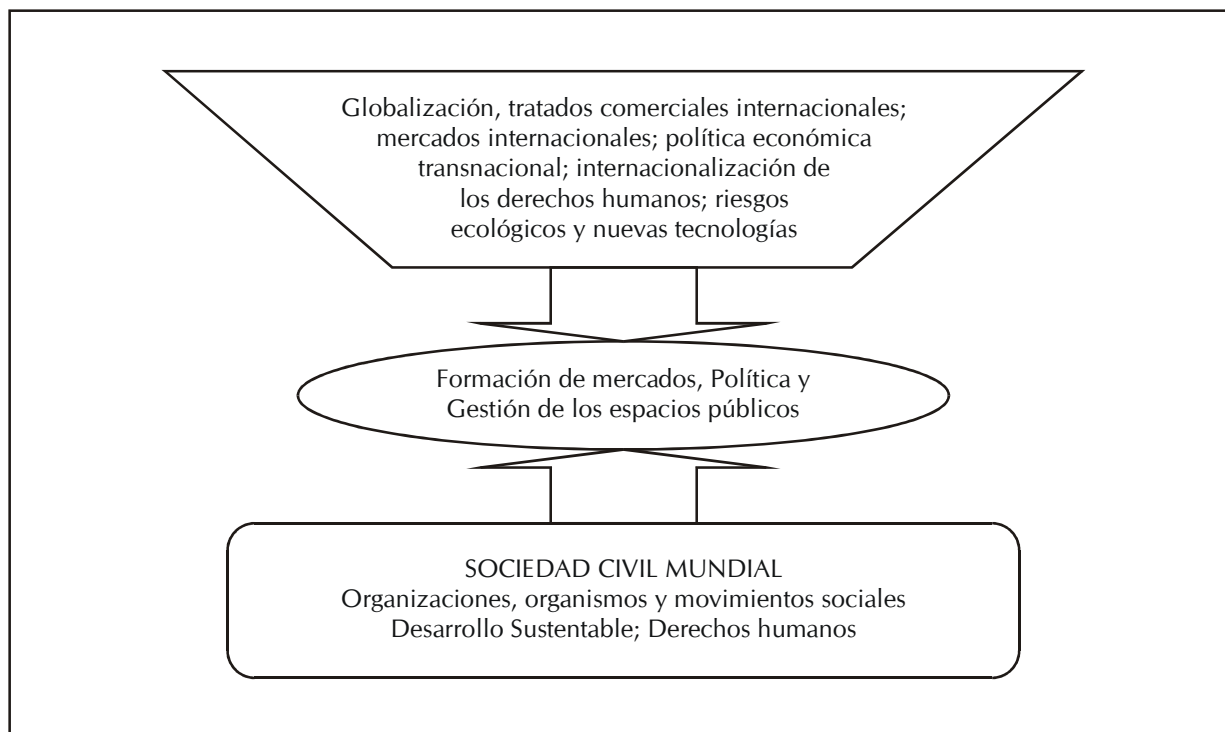 Globalización, tratados comerciales internacionales;
mercados internacionales; política económica
transnacional; internacionalización de
los derechos humanos; riesgos
ecológicos y nuevas tecnologías
Formación de mercados, Política y
Gestión de los espacios públicos
SOCIEDAD CIVIL MUNDIAL
Organizaciones, organismos y movimientos sociales
Desarrollo Sustentable; Derechos humanos